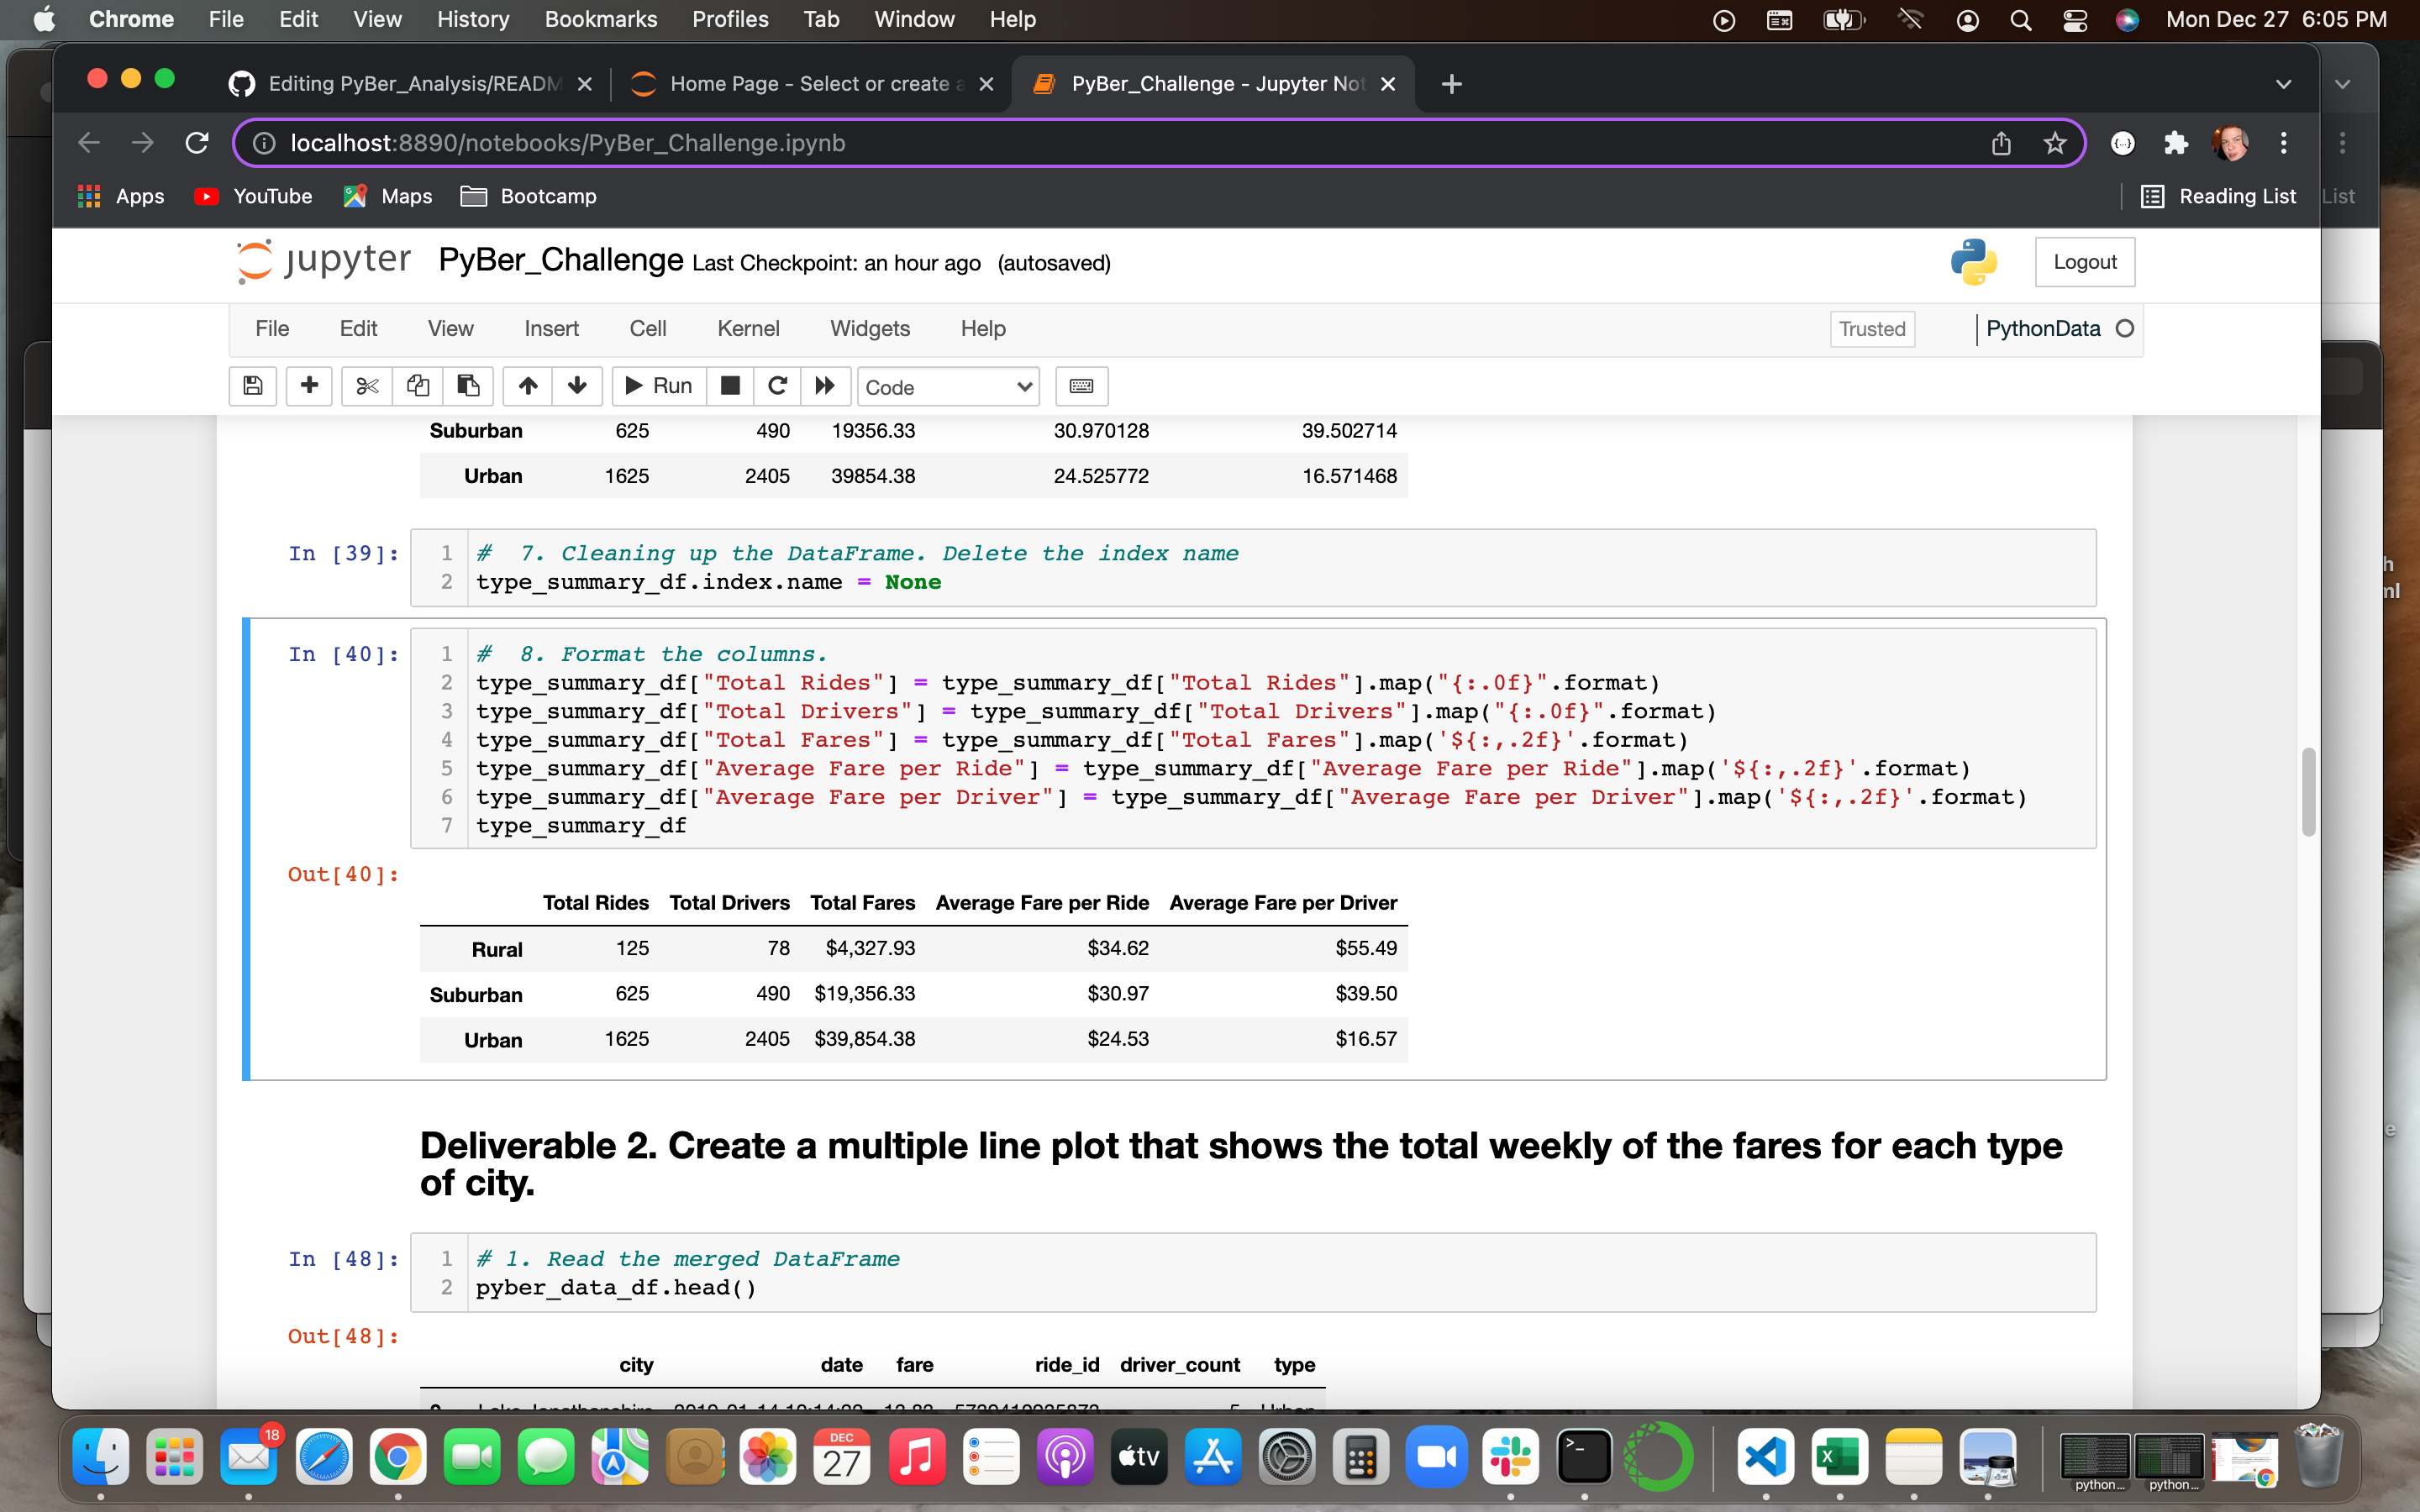 Chrome File Edit View History Bookmarks Profiles Tab Window Help Mon Dec 27 6:05 PM
Editing PyBer_Analysis/READM Home Page - Select or create a PyBer_Challenge - Jupyter Not
localhost:8890/notebooks/PyBer_Challenge.ipynb
Apps YouTube Maps Bootcamp Reading List List
jupyter PyBer_Challenge Last Checkpoint: an hour ago (autosaved) Logout
File Edit View Insert Cell Kernel Widgets Help Trusted PythonData
Run Code
Suburban 625 490 19356.33 30.970128 39.502714
Urban 1625 2405 39854.38 24.525772 16.571468
In [39]: 1 # 7. Cleaning up the DataFrame. Delete the index name
2 type_summary_df.index.name = None
In [40]: 1 # 8. Format the columns.
2 type_summary_df["Total Rides"] = type_summary_df["Total Rides"].map("{:.0f}".format)
3 type_summary_df["Total Drivers"] = type_summary_df["Total Drivers"].map("{:.0f}".format)
4 type_summary_df["Total Fares"] = type_summary_df["Total Fares"].map('${:,.2f}'.format)
5 type_summary_df["Average Fare per Ride"] = type_summary_df["Average Fare per Ride"].map('${:,.2f}'.format)
6 type_summary_df["Average Fare per Driver"] = type_summary_df["Average Fare per Driver"].map('${:,.2f}'.format)
7 type_summary_df
Out[40]:
Total Rides Total Drivers Total Fares Average Fare per Ride Average Fare per Driver
Rural 125 78 $4,327.93 $34.62 $55.49
Suburban 625 490 $19,356.33 $30.97 $39.50
Urban 1625 2405 $39,854.38 $24.53 $16.57
Deliverable 2. Create a multiple line plot that shows the total weekly of the fares for each type
of city.
In [48]: 1 # 1. Read the merged DataFrame
2 pyber_data_df.head()
Out[48]:
city date fare ride_id driver_count type
18 DEC 27 tv python... python...